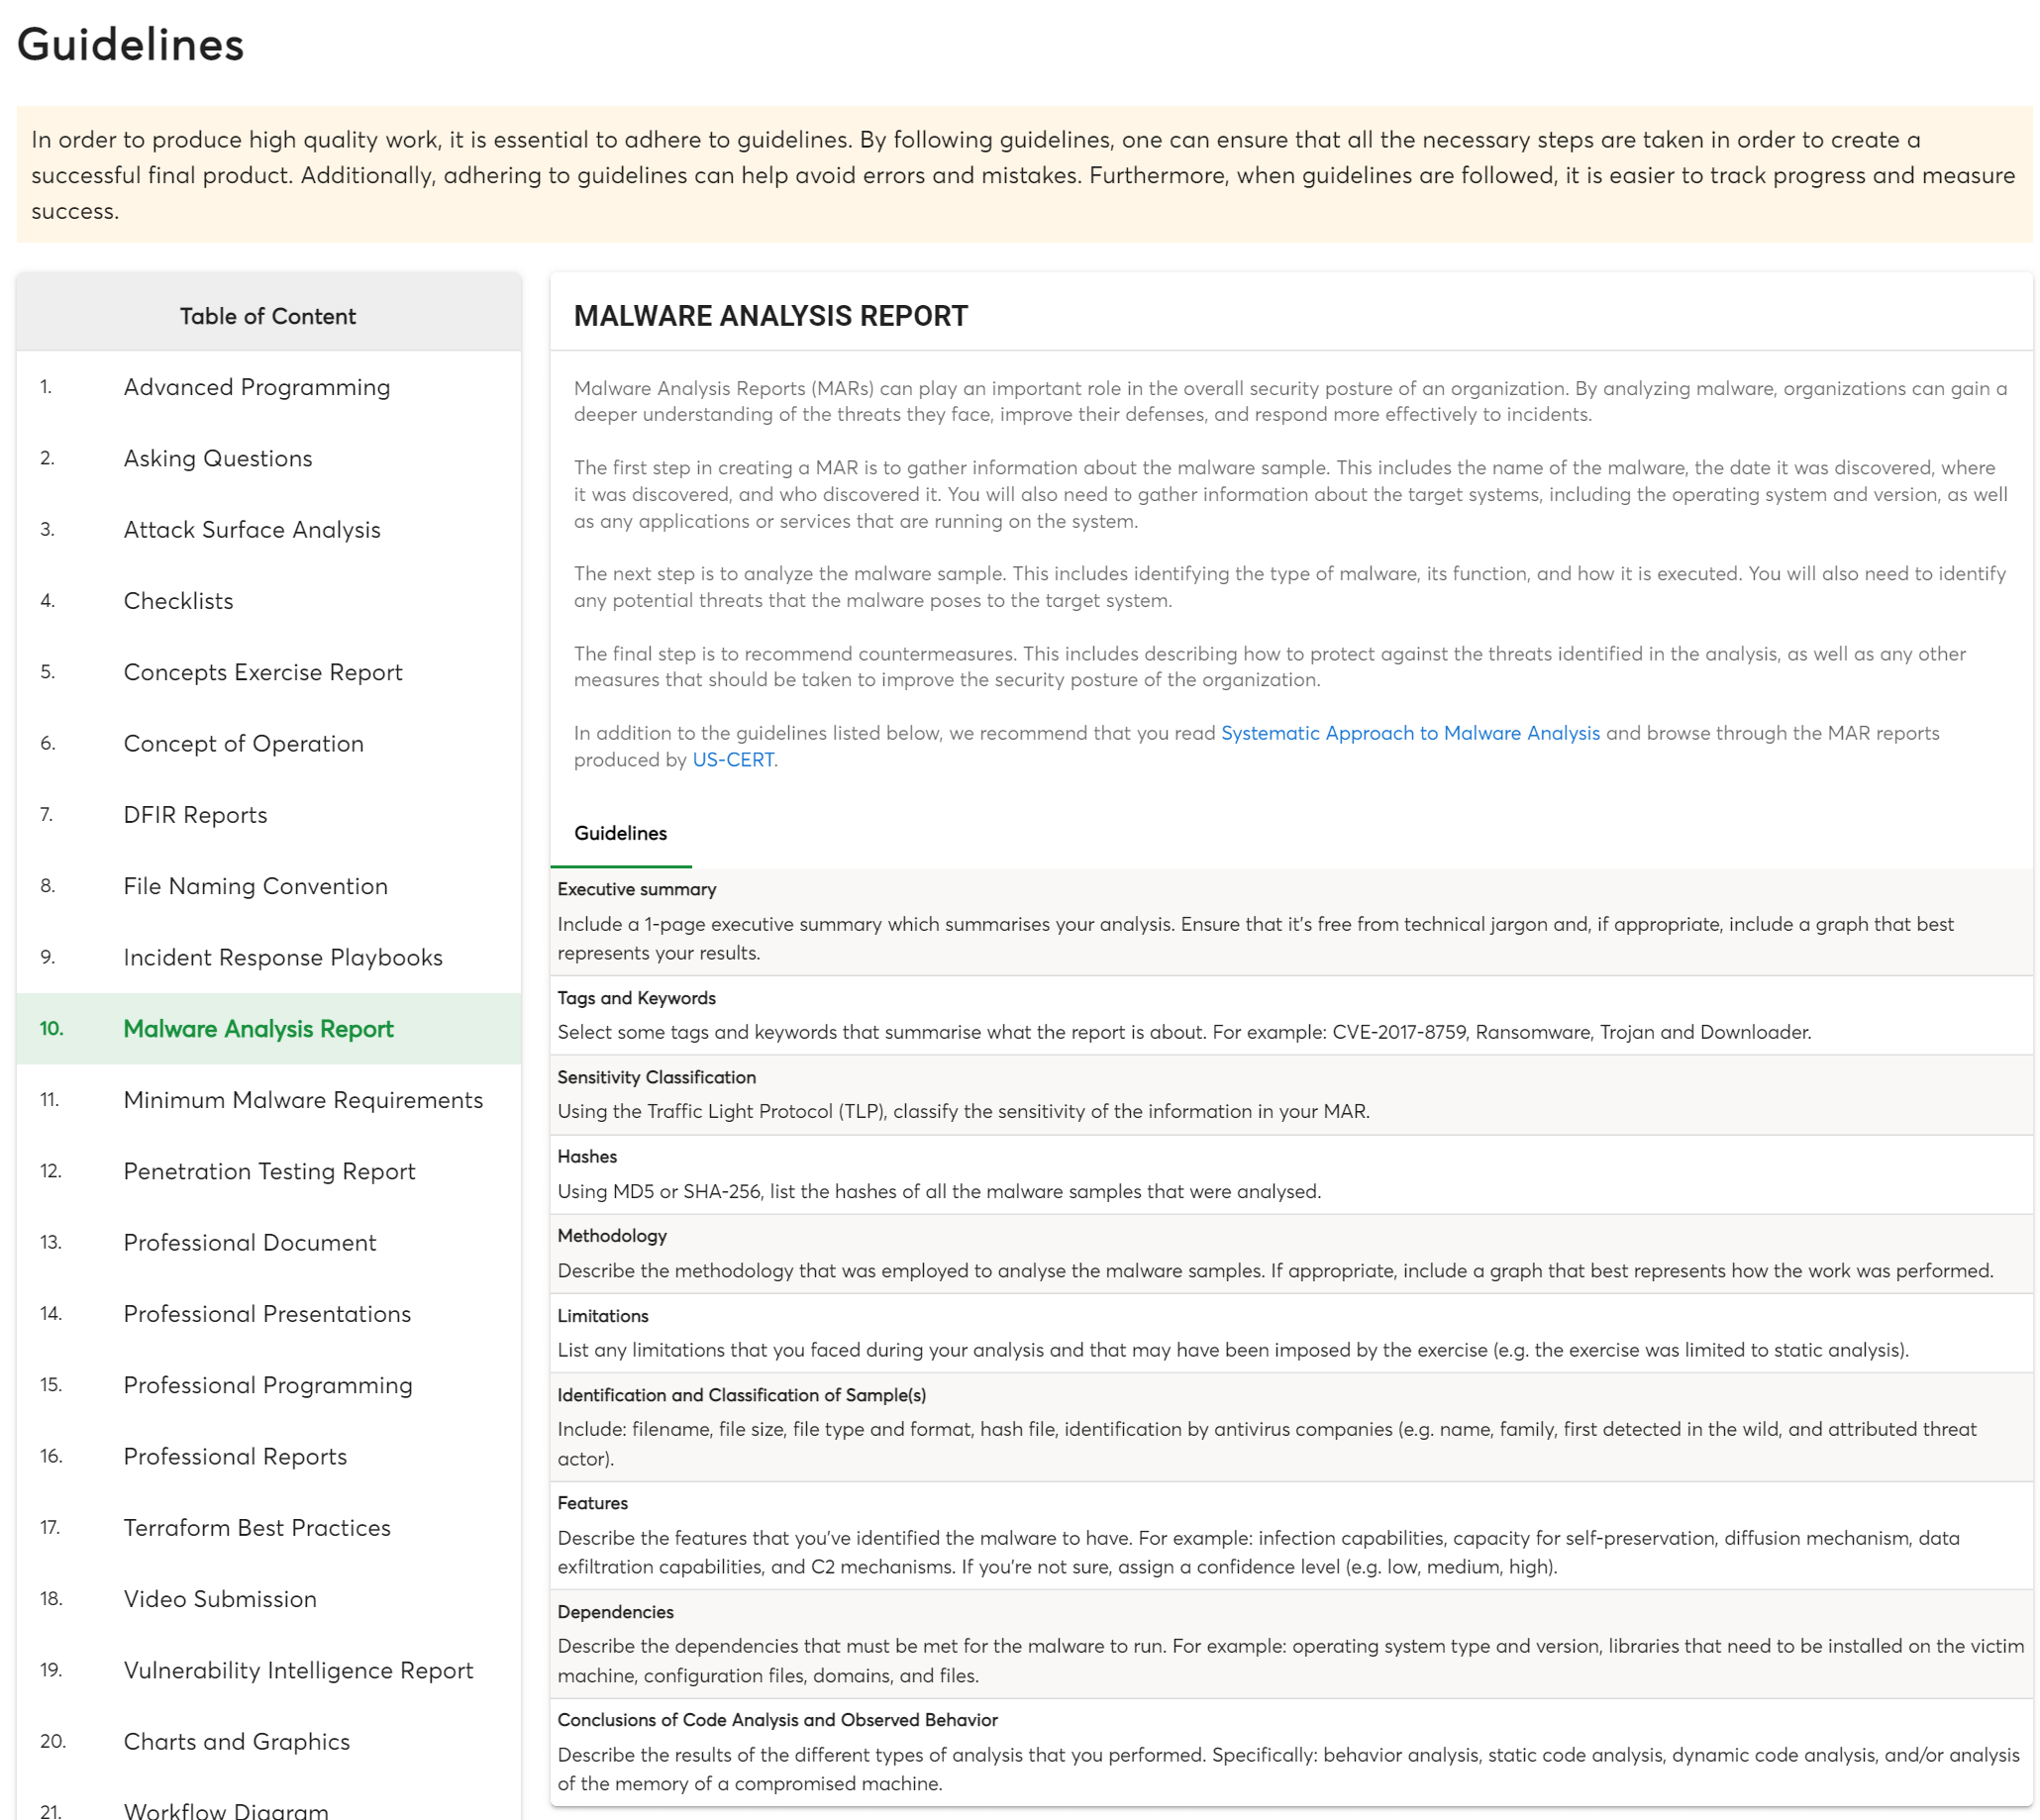 Guidelines
In order to produce high quality work, it is essential to adhere to guidelines. By following guidelines, one can ensure that all the necessary steps are taken in order to create a
successful final product. Additionally, adhering to guidelines can help avoid errors and mistakes. Furthermore, when guidelines are followed, it is easier to track progress and measure
success.
Table of Content
1. Advanced Programming
2. Asking Questions
3. Attack Surface Analysis
4. Checklists
5. Concepts Exercise Report
6. Concept of Operation
7. DFIR Reports
8. File Naming Convention
9. Incident Response Playbooks
10. Malware Analysis Report
11. Minimum Malware Requirements
12. Penetration Testing Report
13. Professional Document
14. Professional Presentations
15. Professional Programming
16. Professional Reports
17. Terraform Best Practices
18. Video Submission
19. Vulnerability Intelligence Report
20. Charts and Graphics
21. Workflow Diagram
MALWARE ANALYSIS REPORT
Malware Analysis Reports (MARs) can play an important role in the overall security posture of an organization. By analyzing malware, organizations can gain a
deeper understanding of the threats they face, improve their defenses, and respond more effectively to incidents.
The first step in creating a MAR is to gather information about the malware sample. This includes the name of the malware, the date it was discovered, where
it was discovered, and who discovered it. You will also need to gather information about the target systems, including the operating system and version, as well
as any applications or services that are running on the system.
The next step is to analyze the malware sample. This includes identifying the type of malware, its function, and how it is executed. You will also need to identify
any potential threats that the malware poses to the target system.
The final step is to recommend countermeasures. This includes describing how to protect against the threats identified in the analysis, as well as any other
measures that should be taken to improve the security posture of the organization.
In addition to the guidelines listed below, we recommend that you read Systematic Approach to Malware Analysis and browse through the MAR reports
produced by US-CERT.
Guidelines
Executive summary
Include a 1-page executive summary which summarises your analysis. Ensure that it's free from technical jargon and, if appropriate, include a graph that best
represents your results.
Tags and Keywords
Select some tags and keywords that summarise what the report is about. For example: CVE-2017-8759, Ransomware, Trojan and Downloader.
Sensitivity Classification
Using the Traffic Light Protocol (TLP), classify the sensitivity of the information in your MAR.
Hashes
Using MD5 or SHA-256, list the hashes of all the malware samples that were analysed.
Methodology
Describe the methodology that was employed to analyse the malware samples. If appropriate, include a graph that best represents how the work was performed.
Limitations
List any limitations that you faced during your analysis and that may have been imposed by the exercise (e.g. the exercise was limited to static analysis).
Identification and Classification of Sample(s)
Include: filename, file size, file type and format, hash file, identification by antivirus companies (e.g. name, family, first detected in the wild, and attributed threat
actor).
Features
Describe the features that you've identified the malware to have. For example: infection capabilities, capacity for self-preservation, diffusion mechanism, data
exfiltration capabilities, and C2 mechanisms. If you're not sure, assign a confidence level (e.g. low, medium, high).
Dependencies
Describe the dependencies that must be met for the malware to run. For example: operating system type and version, libraries that need to be installed on the victim
machine, configuration files, domains, and files.
Conclusions of Code Analysis and Observed Behavior
Describe the results of the different types of analysis that you performed. Specifically: behavior analysis, static code analysis, dynamic code analysis, and/or analysis
of the memory of a compromised machine.